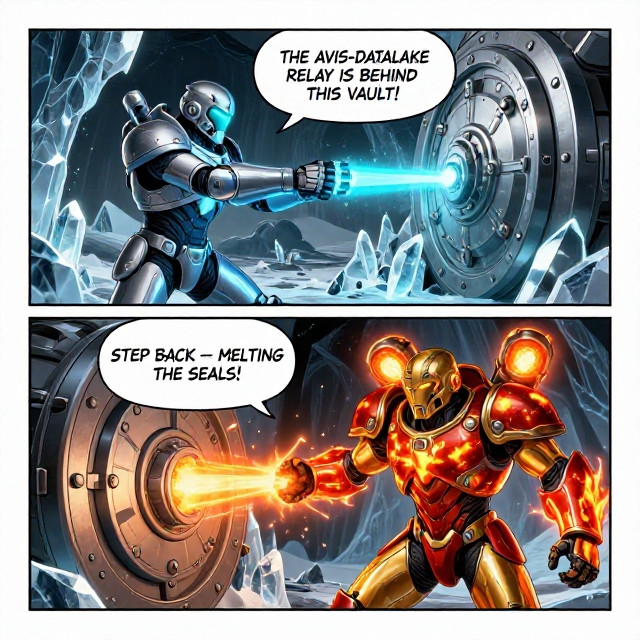 THE AVIS-DATALAKE
RELAY IS BEHIND
THIS VAULT!
STEP BACK — MELTING
THE SEALS!